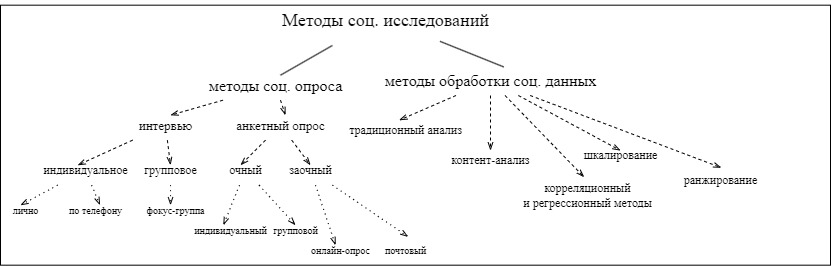 Методы соц. исследований
методы соц. опроса
методы обработки соц. данных
интервью
анкетный опрос
традиционный анализ
контент-анализ
шкалирование
корреляционный
и регрессионный методы
ранжирование
индивидуальное
групповое
очный
заочный
лично
по телефону
фокус-группа
индивидуальный
групповой
онлайн-опрос
почтовый